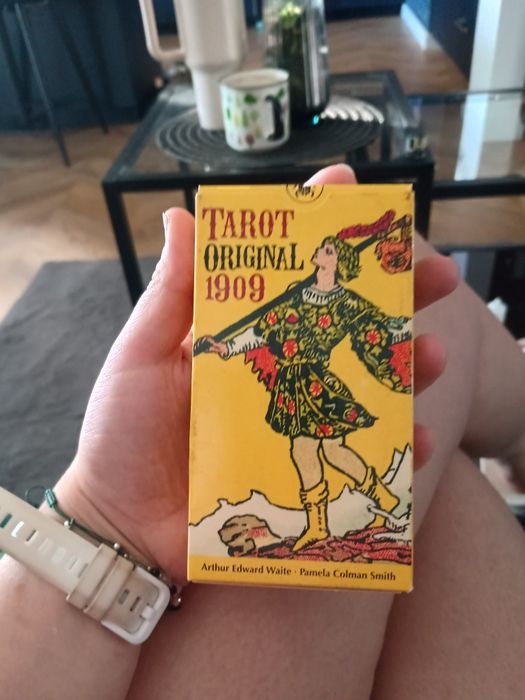 TAROT
ORIGINAL
1909
Arthur Edward Waite · Pamela Colman Smith